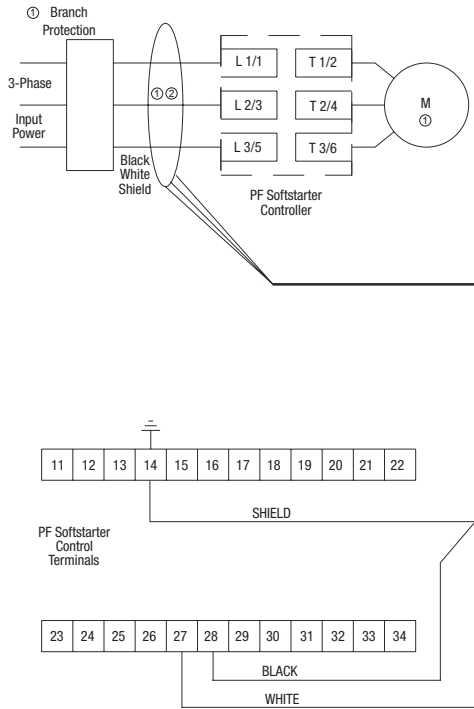 ① Branch
Protection
3-Phase
Input
Power
① ②
Black
White
Shield
L 1/1
T 1/2
L 2/3
T 2/4
L 3/5
T 3/6
PF Softstarter
Controller
M
①
11 12 13 14 15 16 17 18 19 20 21 22
SHIELD
PF Softstarter
Control
Terminals
23 24 25 26 27 28 29 30 31 32 33 34
BLACK
WHITE